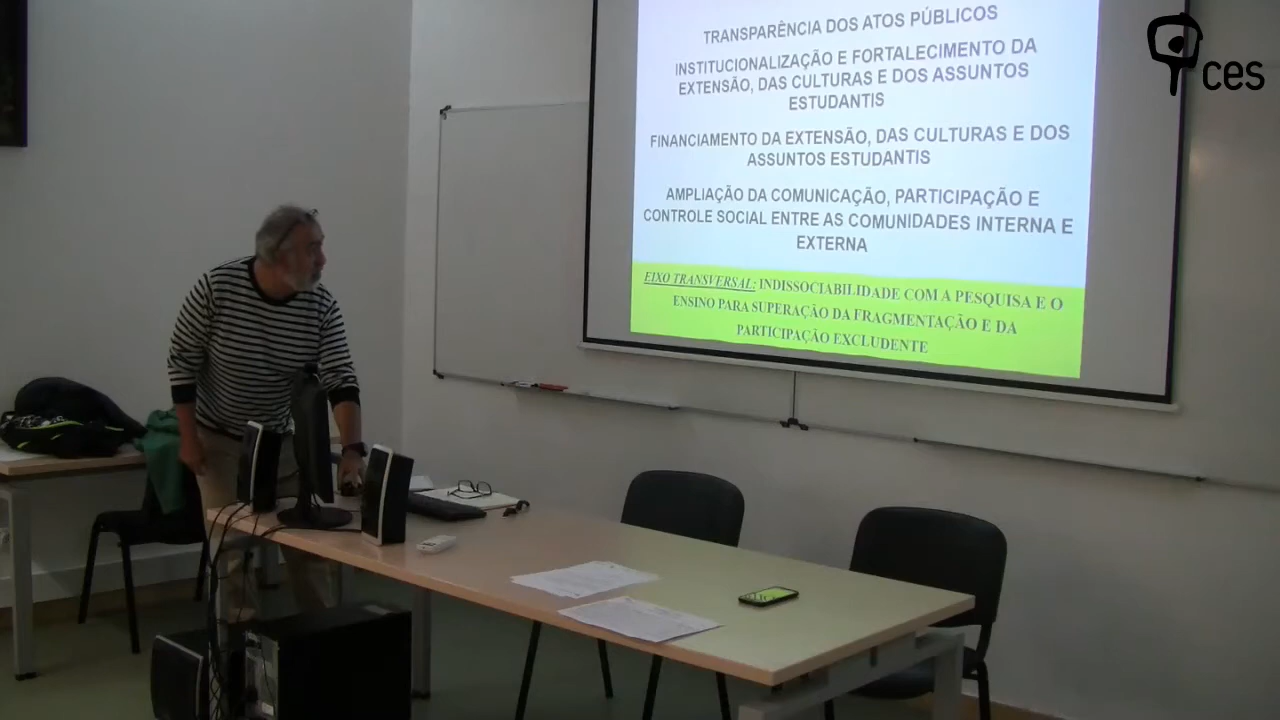 ces
TRANSPARÊNCIA DOS ATOS PÚBLICOS
INSTITUCIONALIZAÇÃO E FORTALECIMENTO DA
EXTENSÃO, DAS CULTURAS E DOS ASSUNTOS
ESTUDANTIS
FINANCIAMENTO DA EXTENSÃO, DAS CULTURAS E DOS
ASSUNTOS ESTUDANTIS
AMPLIAÇÃO DA COMUNICAÇÃO, PARTICIPAÇÃO E
CONTROLE SOCIAL ENTRE AS COMUNIDADES INTERNA E
EXTERNA
EIXO TRANSVERSAL: INDISSOCIABILIDADE COM A PESQUISA E O
ENSINO PARA SUPERAÇÃO DA FRAGMENTAÇÃO E DA
PARTICIPAÇÃO EXCLUDENTE